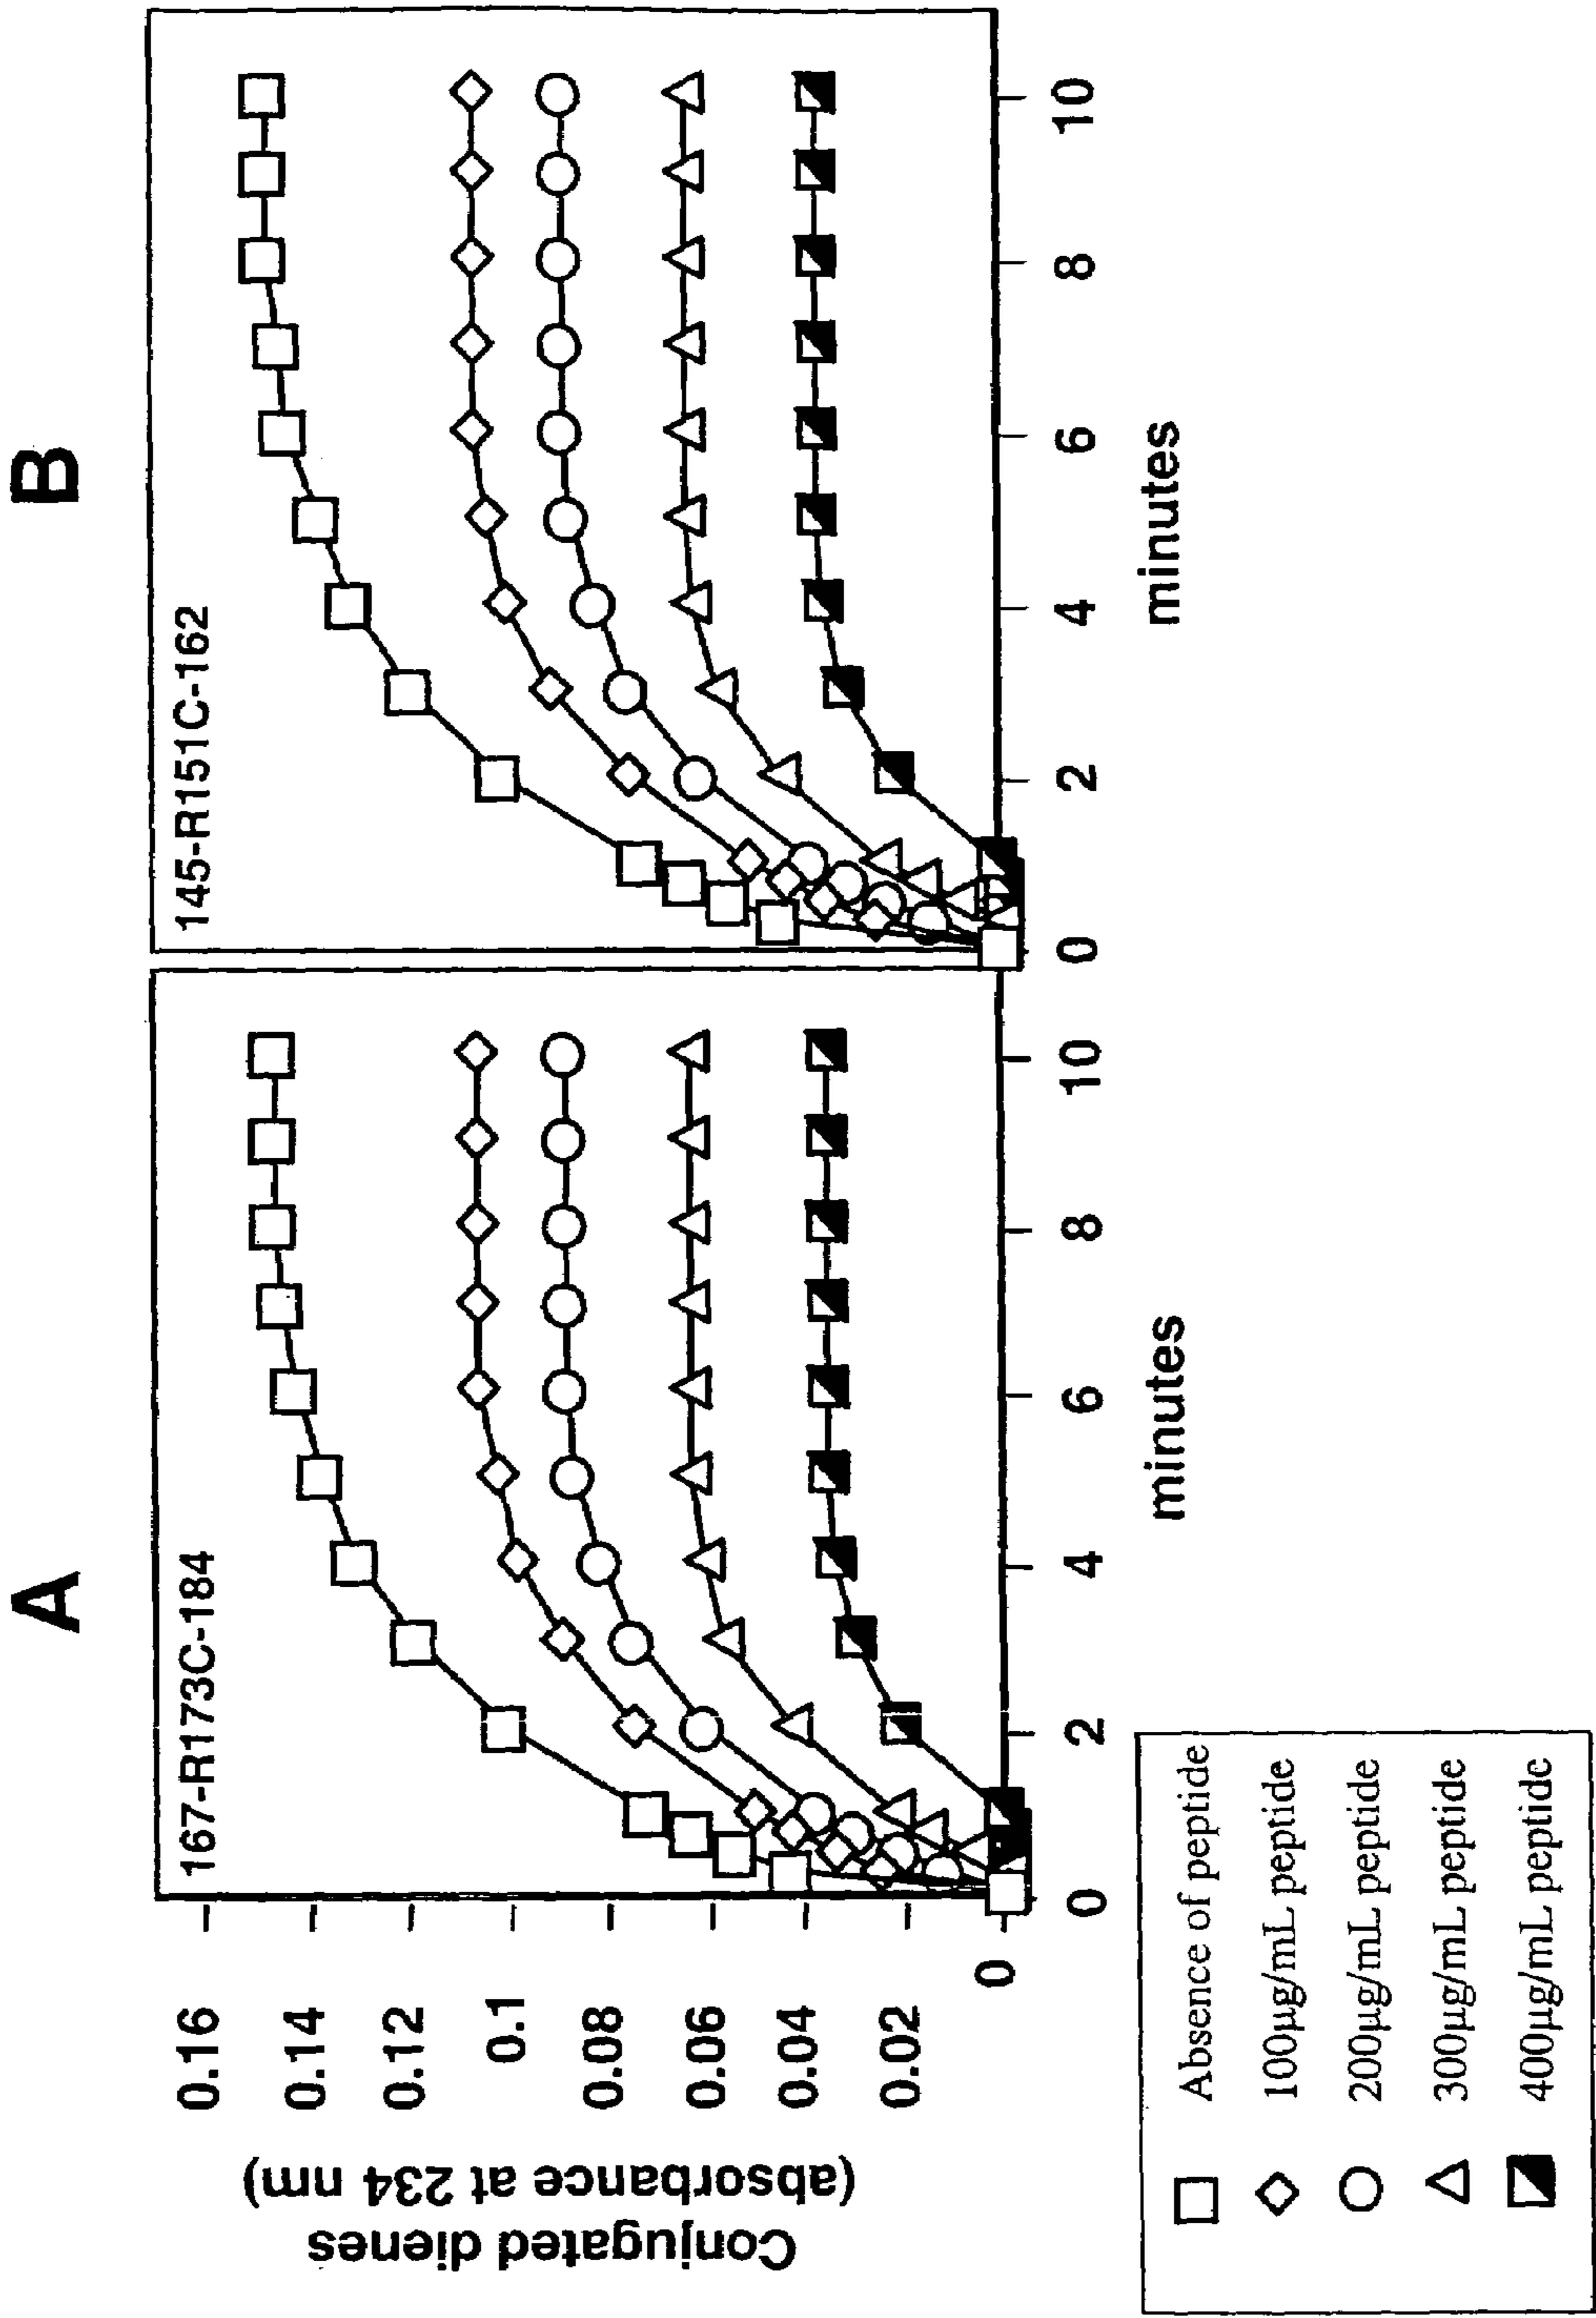 A
B
167-R173C-184
145-R151C-162
Conjugated dienes
(absorbance at 234 nm)
0.16
0.14
0.12
0.1
0.08
0.06
0.04
0.02
0
0 2 4 6 8 10
0 2 4 6 8 10
minutes
minutes
Absence of peptide
100µg/mL peptide
200µg/mL peptide
300µg/mL peptide
400µg/mL peptide